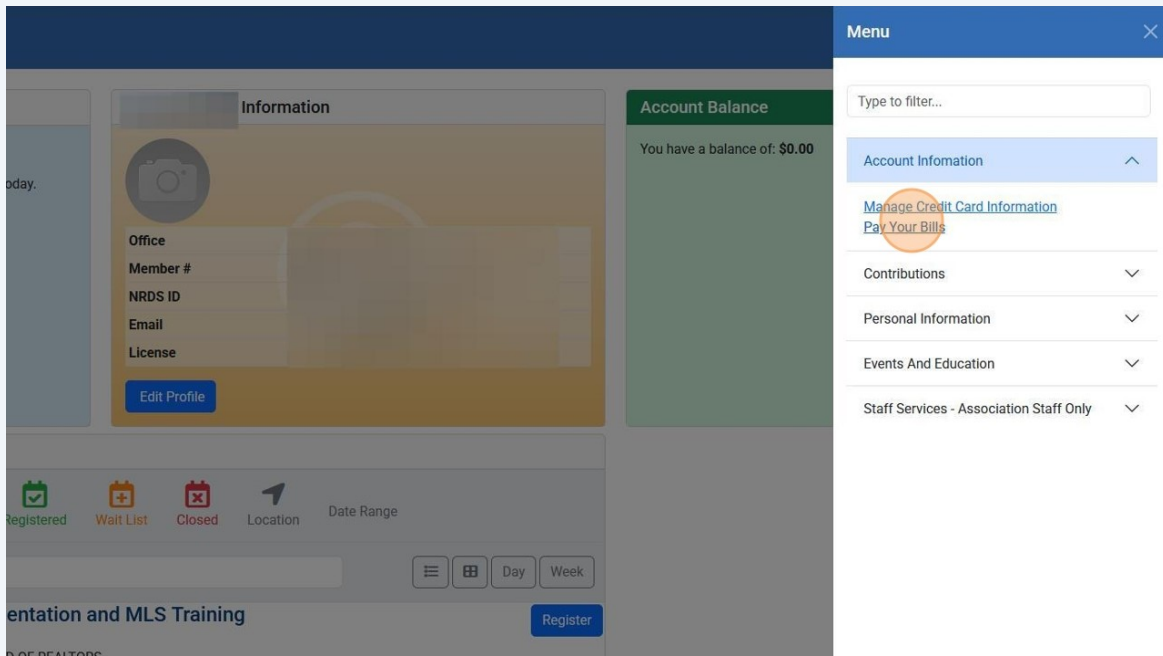 Menu
Type to filter...
Account Infomation
Manage Credit Card Information
Pay Your Bills
Contributions
Personal Information
Events And Education
Staff Services - Association Staff Only
oday.
Information
Office
Member #
NRDS ID
Email
License
Edit Profile
Account Balance
You have a balance of: $0.00
Registered
Wait List
Closed
Location
Date Range
Day
Week
entation and MLS Training
Register
D OF REALTORS